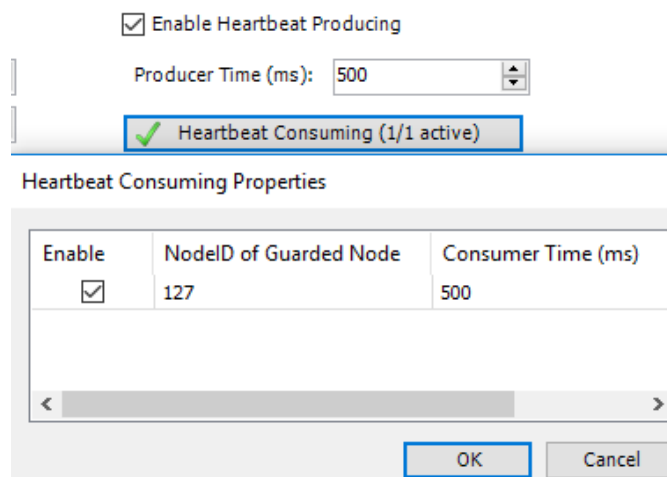 Enable Heartbeat Producing
Producer Time (ms): 500
Heartbeat Consuming (1/1 active)
Heartbeat Consuming Properties
Enable NodeID of Guarded Node Consumer Time (ms)
127 500
OK Cancel